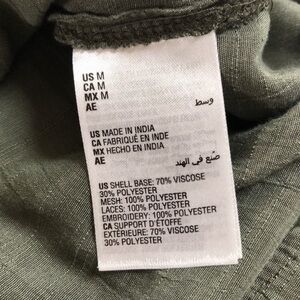 US M
CA M
MX M
AE وسط
US MADE IN INDIA
CA FABRIQUÉ EN INDE
MX HECHO EN INDIA
AE صنع في الهند
US SHELL BASE: 70% VISCOSE
30% POLYESTER
MESH: 100% POLYESTER
LACES: 100% POLYESTER
EMBROIDERY: 100% POLYESTER
CA SUPPORT D'ÉTOFFE
EXTÉRIEURE: 70% VISCOSE
30% POLYESTER